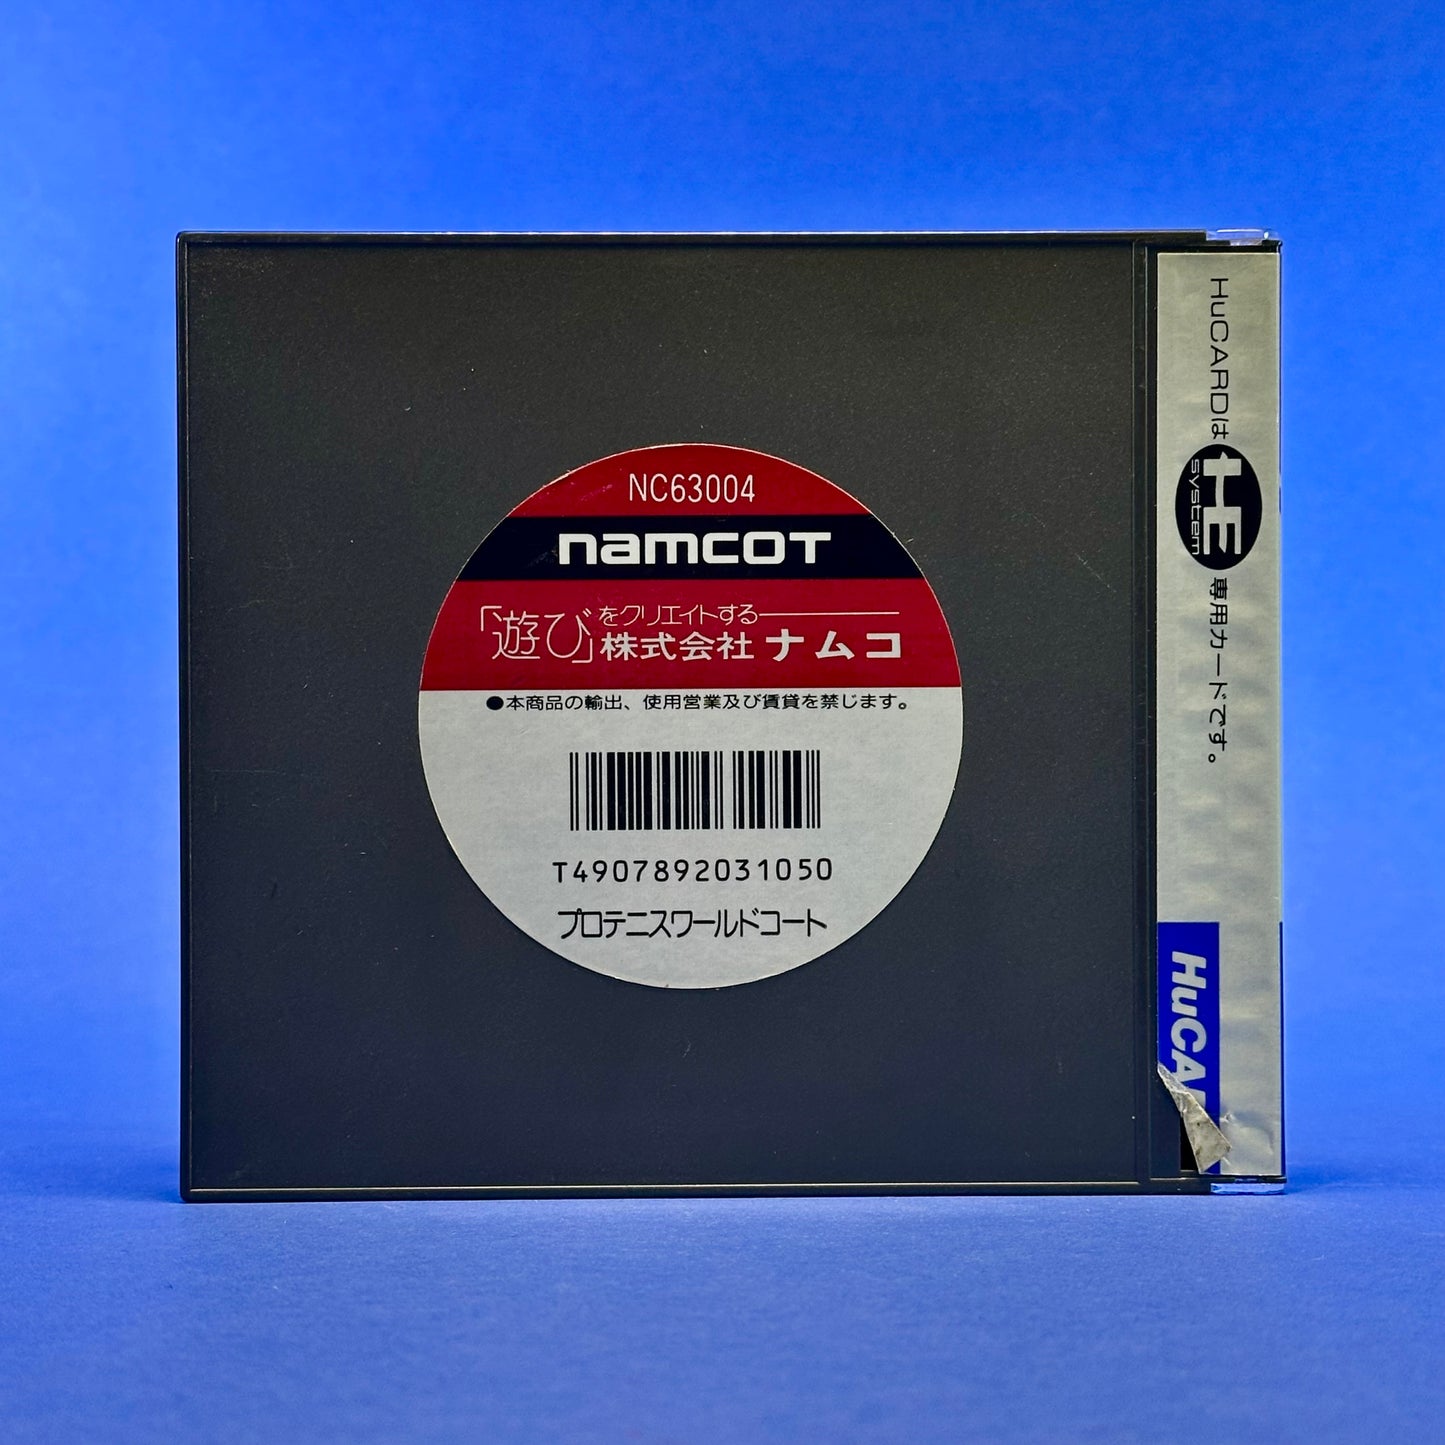 NC63004
namcot
「遊び」をクリエイトする
株式会社ナムコ
●本商品の輸出、使用営業及び賃貸を禁じます。
T4907892031050
プロテニスワールドコート
HuCARDは HE system 専用カードです。
HuCA